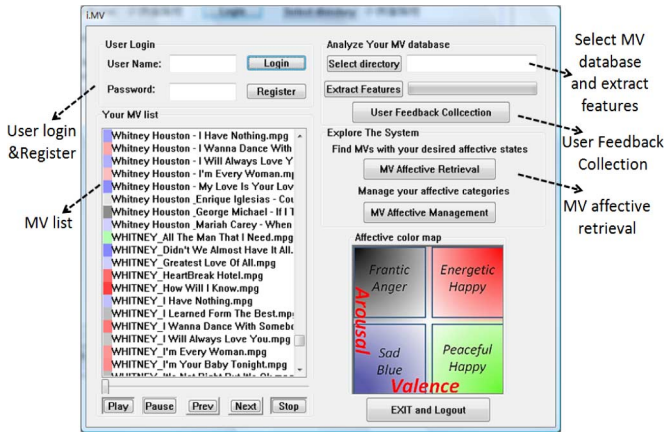 i.MV
User Login
User Name:
Login
Password:
Register
Your MV list
Whitney Houston - I Have Nothing.mpg
Whitney Houston - I Wanna Dance With
Whitney Houston - I Will Always Love Y
Whitney Houston - I'm Every Woman.mp
Whitney Houston - My Love Is Your Lov
Whitney Houston _Enrique Iglesias - Cou
Whitney Houston _George Michael - If I T
Whitney Houston _Mariah Carey - When
WHITNEY_All The Man That I Need.mpg
WHITNEY_Didn't We Almost Have It All.
WHITNEY_Greatest Love Of All.mpg
WHITNEY_HeartBreak Hotel.mpg
WHITNEY_How Will I Know.mpg
WHITNEY_I Have Nothing.mpg
WHITNEY_I Learned Form The Best.mp
WHITNEY_I Wanna Dance With Somebo
WHITNEY_I Will Always Love You.mpg
WHITNEY_I'm Every Woman.mpg
WHITNEY_I'm Your Baby Tonight.mpg
Play Pause Prev Next Stop
Analyze Your MV database
Select directory
Extract Features
User Feedback Collcection
Explore The System
Find MVs with your desired affective states
MV Affective Retrieval
Manage your affective categories
MV Affective Management
Affective color map
Frantic
Anger
Energetic
Happy
Sad
Blue
Peaceful
Happy
Arousal
Valence
EXIT and Logout
User login
&Register
MV list
Select MV
database
and extract
features
User Feedback
Collection
MV affective
retrieval